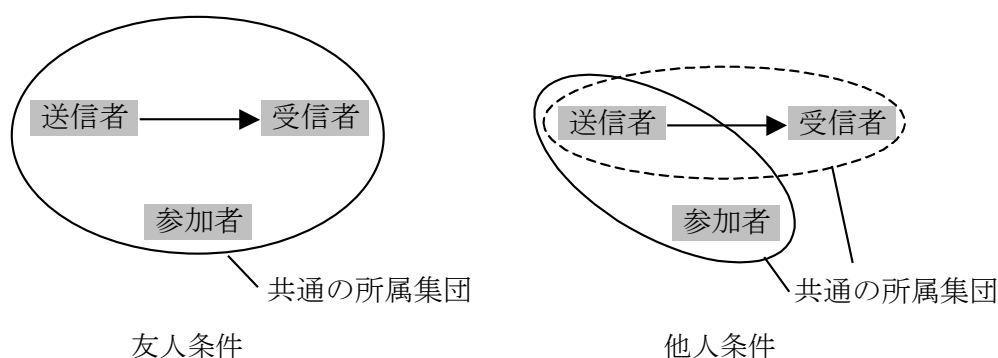 送信者
受信者
参加者
共通の所属集団
友人条件
送信者
受信者
参加者
共通の所属集団
他人条件